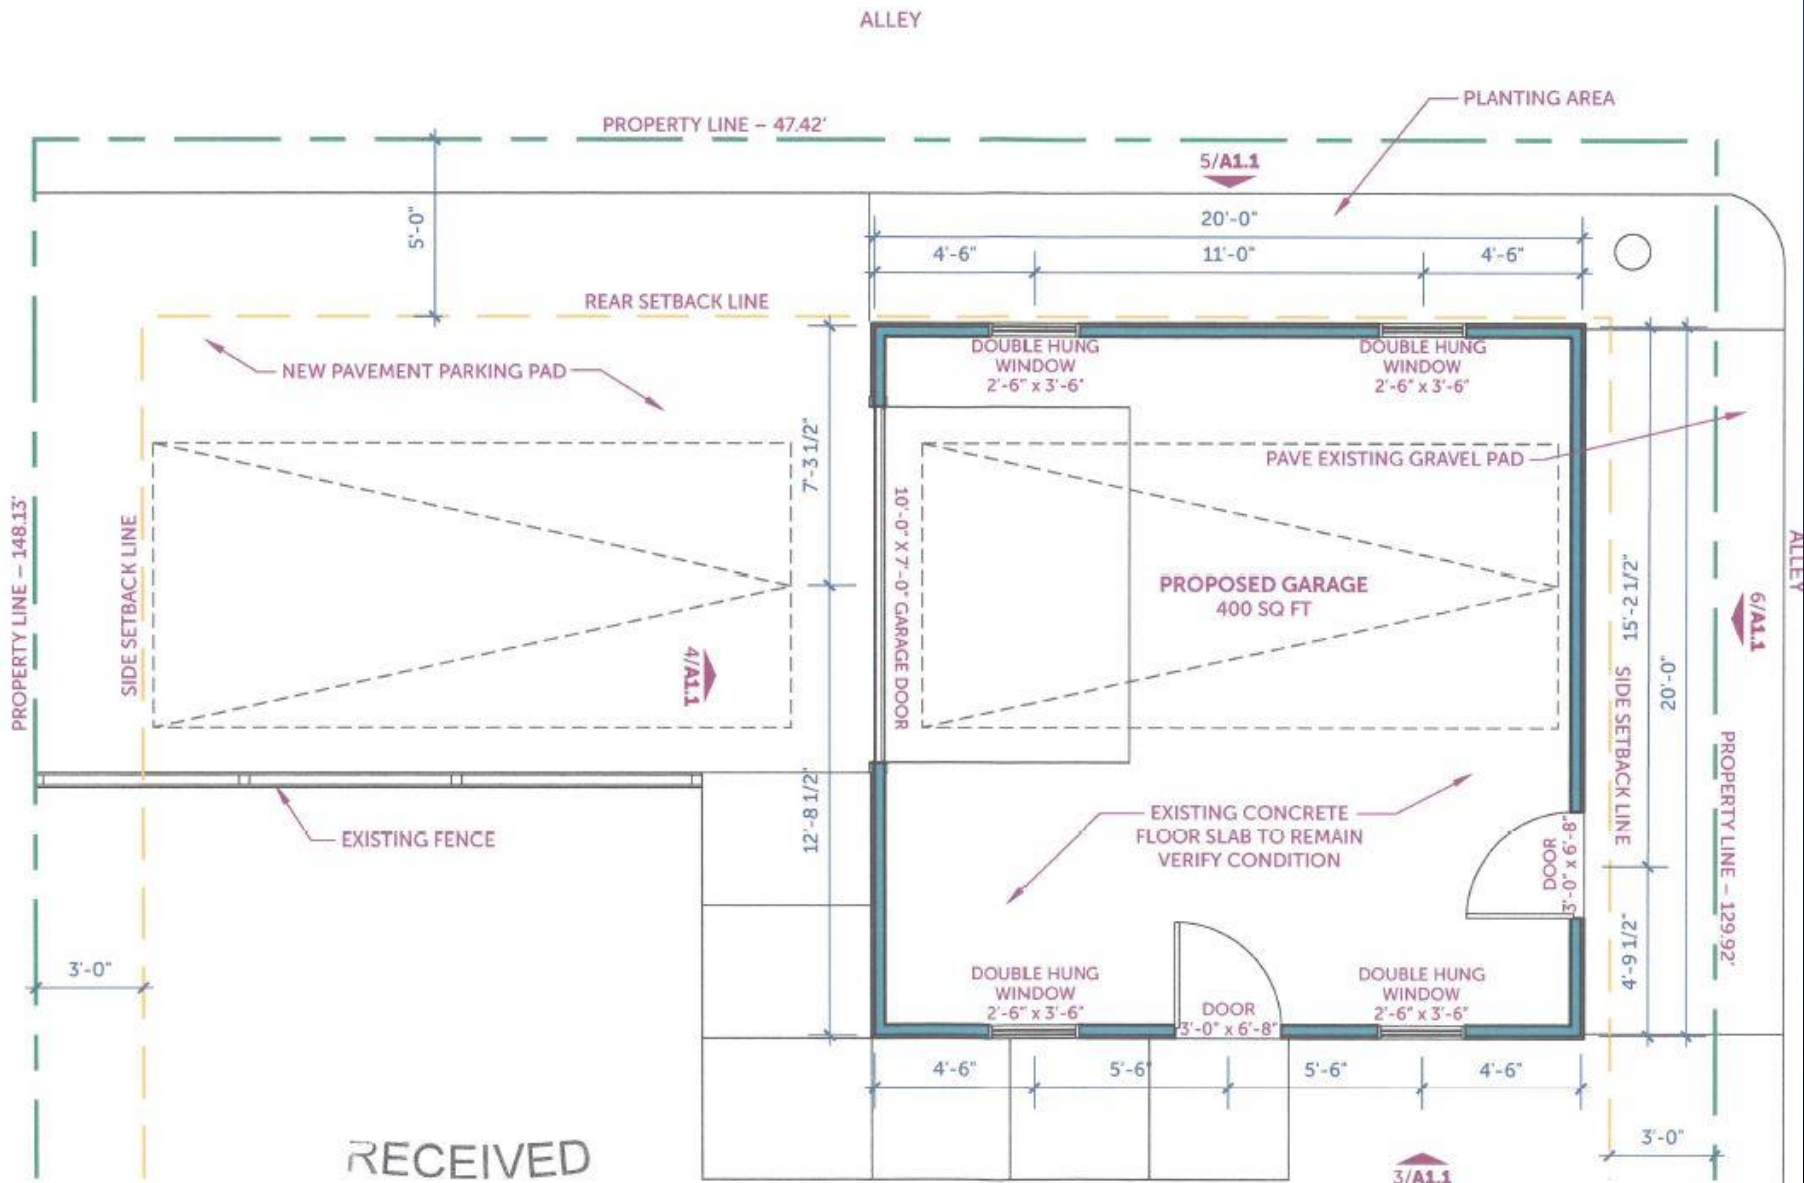 ALLEY
PLANTING AREA
PROPERTY LINE – 47.42'
5/A1.1
5'-0"
20'-0"
4'-6"
11'-0"
4'-6"
REAR SETBACK LINE
DOUBLE HUNG
WINDOW
2'-6" x 3'-6"
DOUBLE HUNG
WINDOW
2'-6" x 3'-6"
NEW PAVEMENT PARKING PAD
7'-3 1/2"
PAVE EXISTING GRAVEL PAD
PROPERTY LINE – 148.13'
SIDE SETBACK LINE
10'-0" X 7'-0" GARAGE DOOR
PROPOSED GARAGE
400 SQ FT
15'-2 1/2"
ALLEY
6/A1.1
4/A1.1
20'-0"
SIDE SETBACK LINE
PROPERTY LINE – 129.92'
12'-8 1/2"
EXISTING FENCE
EXISTING CONCRETE
FLOOR SLAB TO REMAIN
VERIFY CONDITION
DOOR
3'-0" x 6'-8"
4'-9 1/2"
3'-0"
DOUBLE HUNG
WINDOW
2'-6" x 3'-6"
DOOR
3'-0" x 6'-8"
DOUBLE HUNG
WINDOW
2'-6" x 3'-6"
4'-6"
5'-6"
5'-6"
4'-6"
3'-0"
RECEIVED
3/A1.1